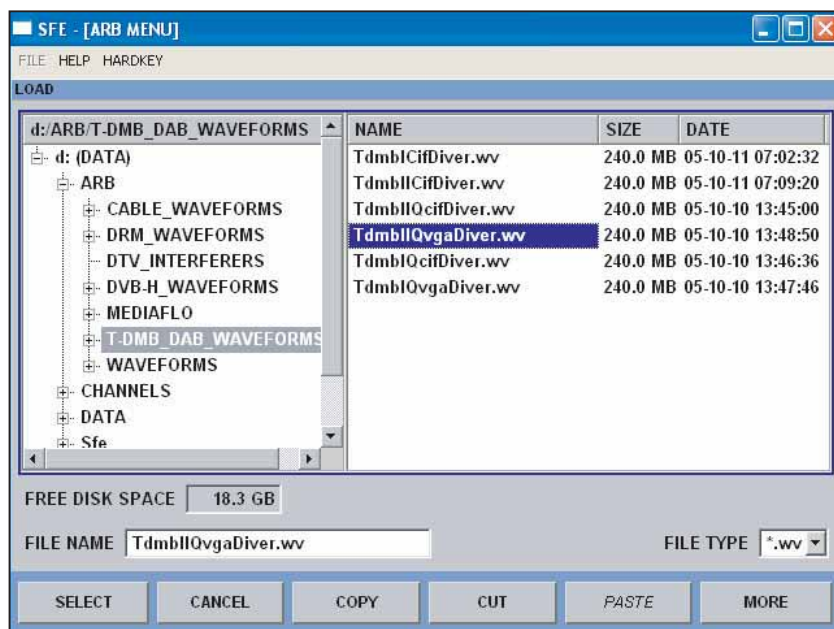 SFE - [ARB MENU]
FILE HELP HARDKEY
LOAD
d:/ARB/T-DMB_DAB_WAVEFORMS
d: (DATA)
ARB
CABLE_WAVEFORMS
DRM_WAVEFORMS
DTV_INTERFERERS
DVB-H_WAVEFORMS
MEDIAFLO
T-DMB_DAB_WAVEFORMS
WAVEFORMS
CHANNELS
DATA
Sfe
NAME SIZE DATE
TdmbICifDiver.wv 240.0 MB 05-10-11 07:02:32
TdmbIICifDiver.wv 240.0 MB 05-10-11 07:09:20
TdmbIIQcifDiver.wv 240.0 MB 05-10-10 13:45:00
TdmbIIQvgaDiver.wv 240.0 MB 05-10-10 13:48:50
TdmbIQcifDiver.wv 240.0 MB 05-10-10 13:46:36
TdmbIQvgaDiver.wv 240.0 MB 05-10-10 13:47:46
FREE DISK SPACE 18.3 GB
FILE NAME TdmbIIQvgaDiver.wv FILE TYPE *.wv
SELECT CANCEL COPY CUT PASTE MORE